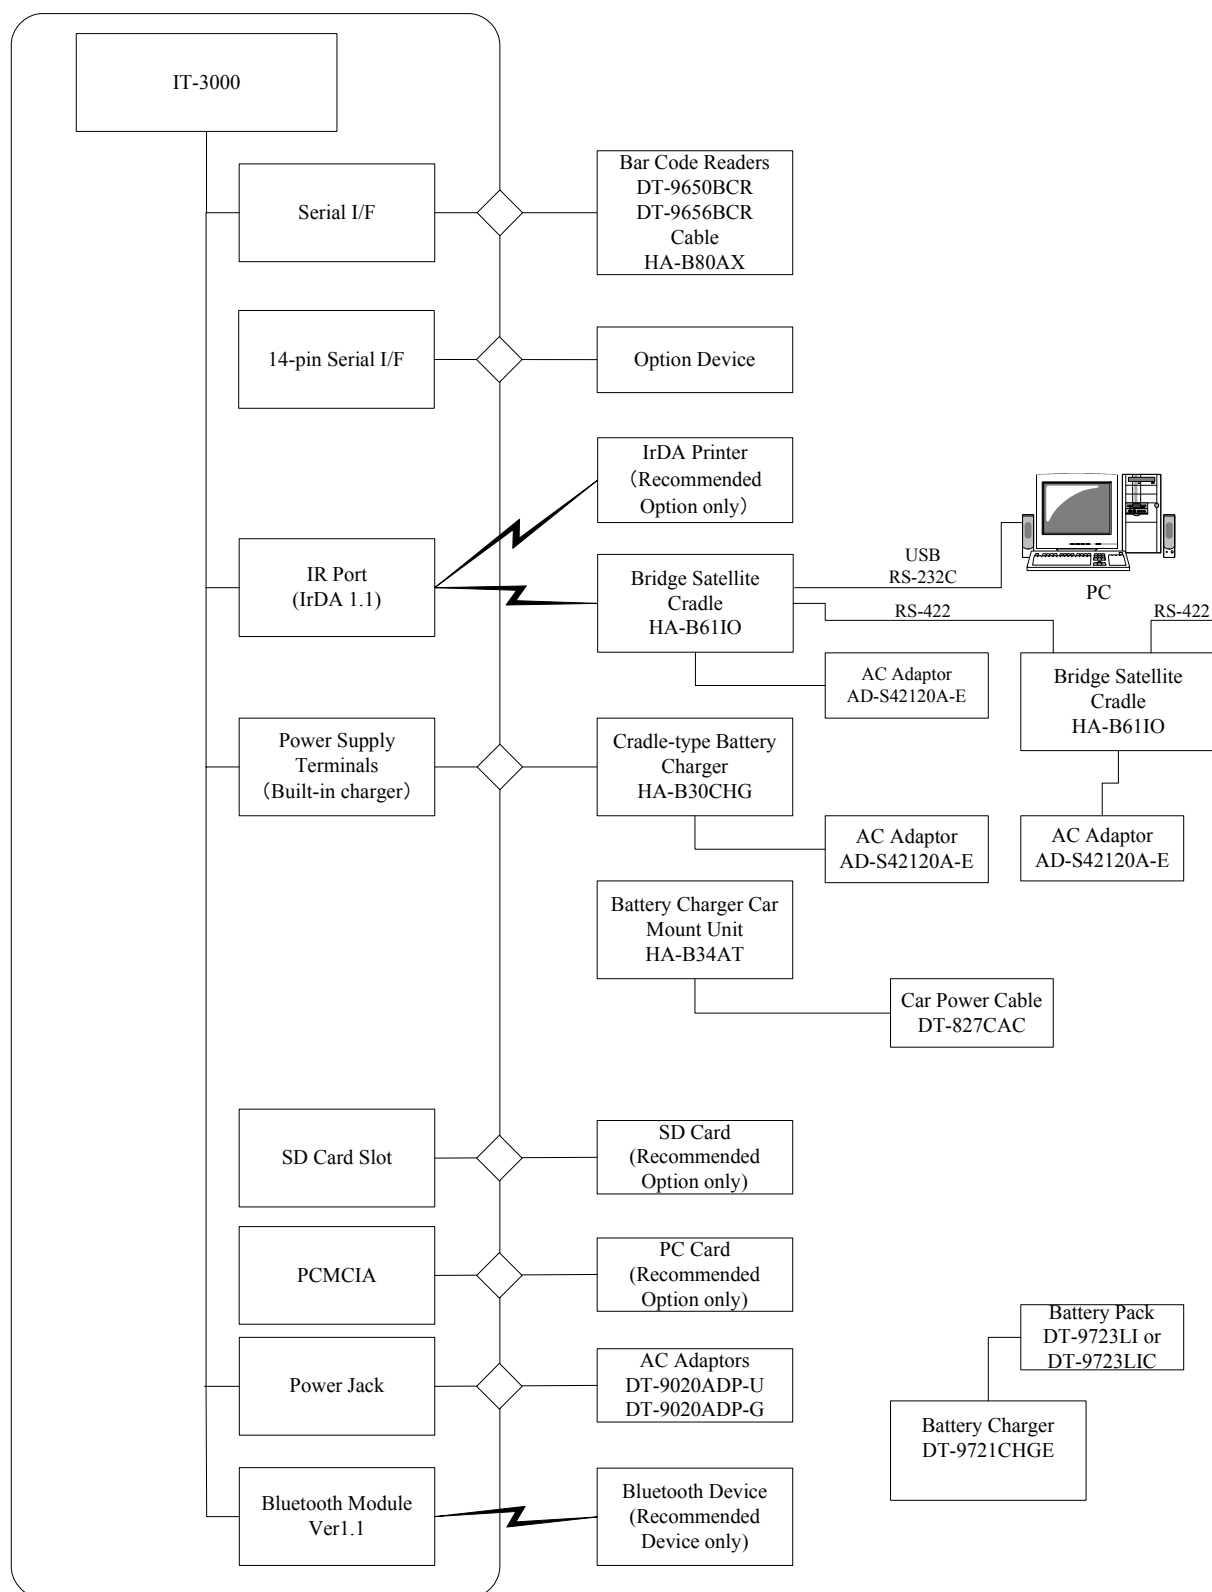 IT-3000
Serial I/F
Bar Code Readers
DT-9650BCR
DT-9656BCR
Cable
HA-B80AX
14-pin Serial I/F
Option Device
IrDA Printer
（Recommended
Option only）
IR Port
(IrDA 1.1)
Bridge Satellite
Cradle
HA-B61IO
USB
RS-232C
PC
RS-422
RS-422
AC Adaptor
AD-S42120A-E
Bridge Satellite
Cradle
HA-B61IO
Power Supply
Terminals
（Built-in charger）
Cradle-type Battery
Charger
HA-B30CHG
AC Adaptor
AD-S42120A-E
AC Adaptor
AD-S42120A-E
Battery Charger Car
Mount Unit
HA-B34AT
Car Power Cable
DT-827CAC
SD Card Slot
SD Card
(Recommended
Option only)
PCMCIA
PC Card
(Recommended
Option only)
Battery Pack
DT-9723LI or
DT-9723LIC
Power Jack
AC Adaptors
DT-9020ADP-U
DT-9020ADP-G
Battery Charger
DT-9721CHGE
Bluetooth Module
Ver1.1
Bluetooth Device
(Recommended
Device only)